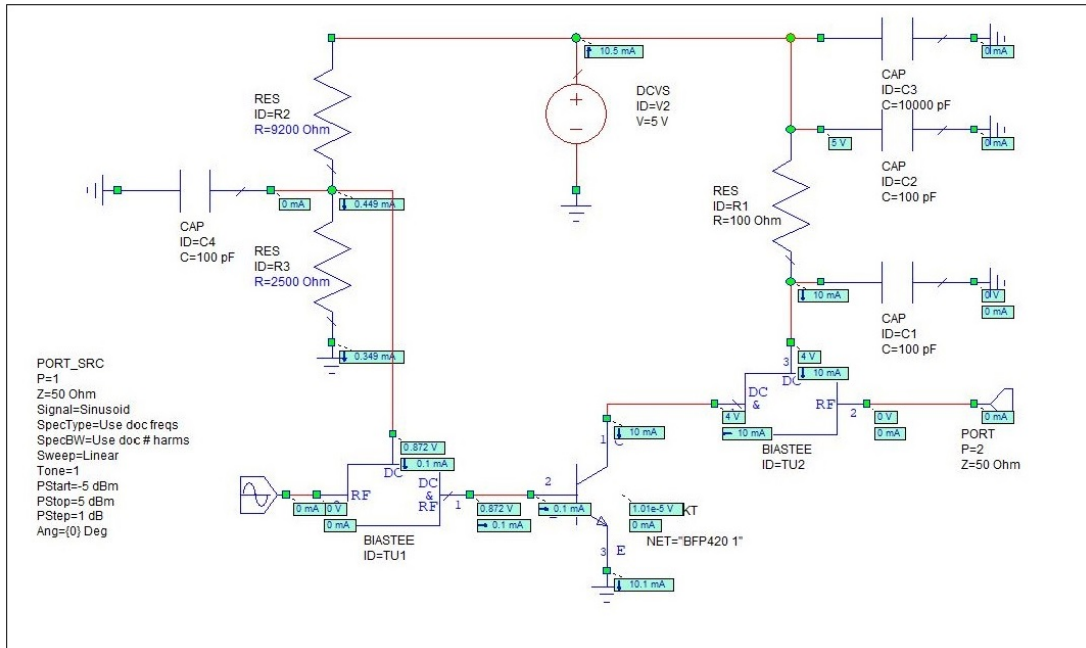 10.5 mA
0 mA
CAP
ID=C3
C=10000 pF
RES
ID=R2
R=9200 Ohm
DCVS
ID=V2
V=5 V
5 V
0 mA
CAP
ID=C2
C=100 pF
0 mA
0.449 mA
RES
ID=R1
R=100 Ohm
CAP
ID=C4
C=100 pF
RES
ID=R3
R=2500 Ohm
10 mA
0 V
0 mA
CAP
ID=C1
C=100 pF
0.349 mA
4 V
3
10 mA
DC
PORT_SRC
P=1
Z=50 Ohm
Signal=Sinusoid
SpecType=Use doc freqs
SpecBW=Use doc # harms
Sweep=Linear
Tone=1
PStart=-5 dBm
PStop=5 dBm
PStep=1 dB
Ang={0} Deg
DC
&
RF
2
4 V
10 mA
0 V
0 mA
0 mA
PORT
P=2
Z=50 Ohm
BIASTEE
ID=TU2
1
C
10 mA
0.872 V
0.1 mA
DC
RF
DC
&
RF
1
0 mA
0 V
0 mA
0.872 V
0.1 mA
2
0.1 mA
1.01e-5 V
KT
0 mA
NET="BFP420 1"
BIASTEE
ID=TU1
3
E
10.1 mA